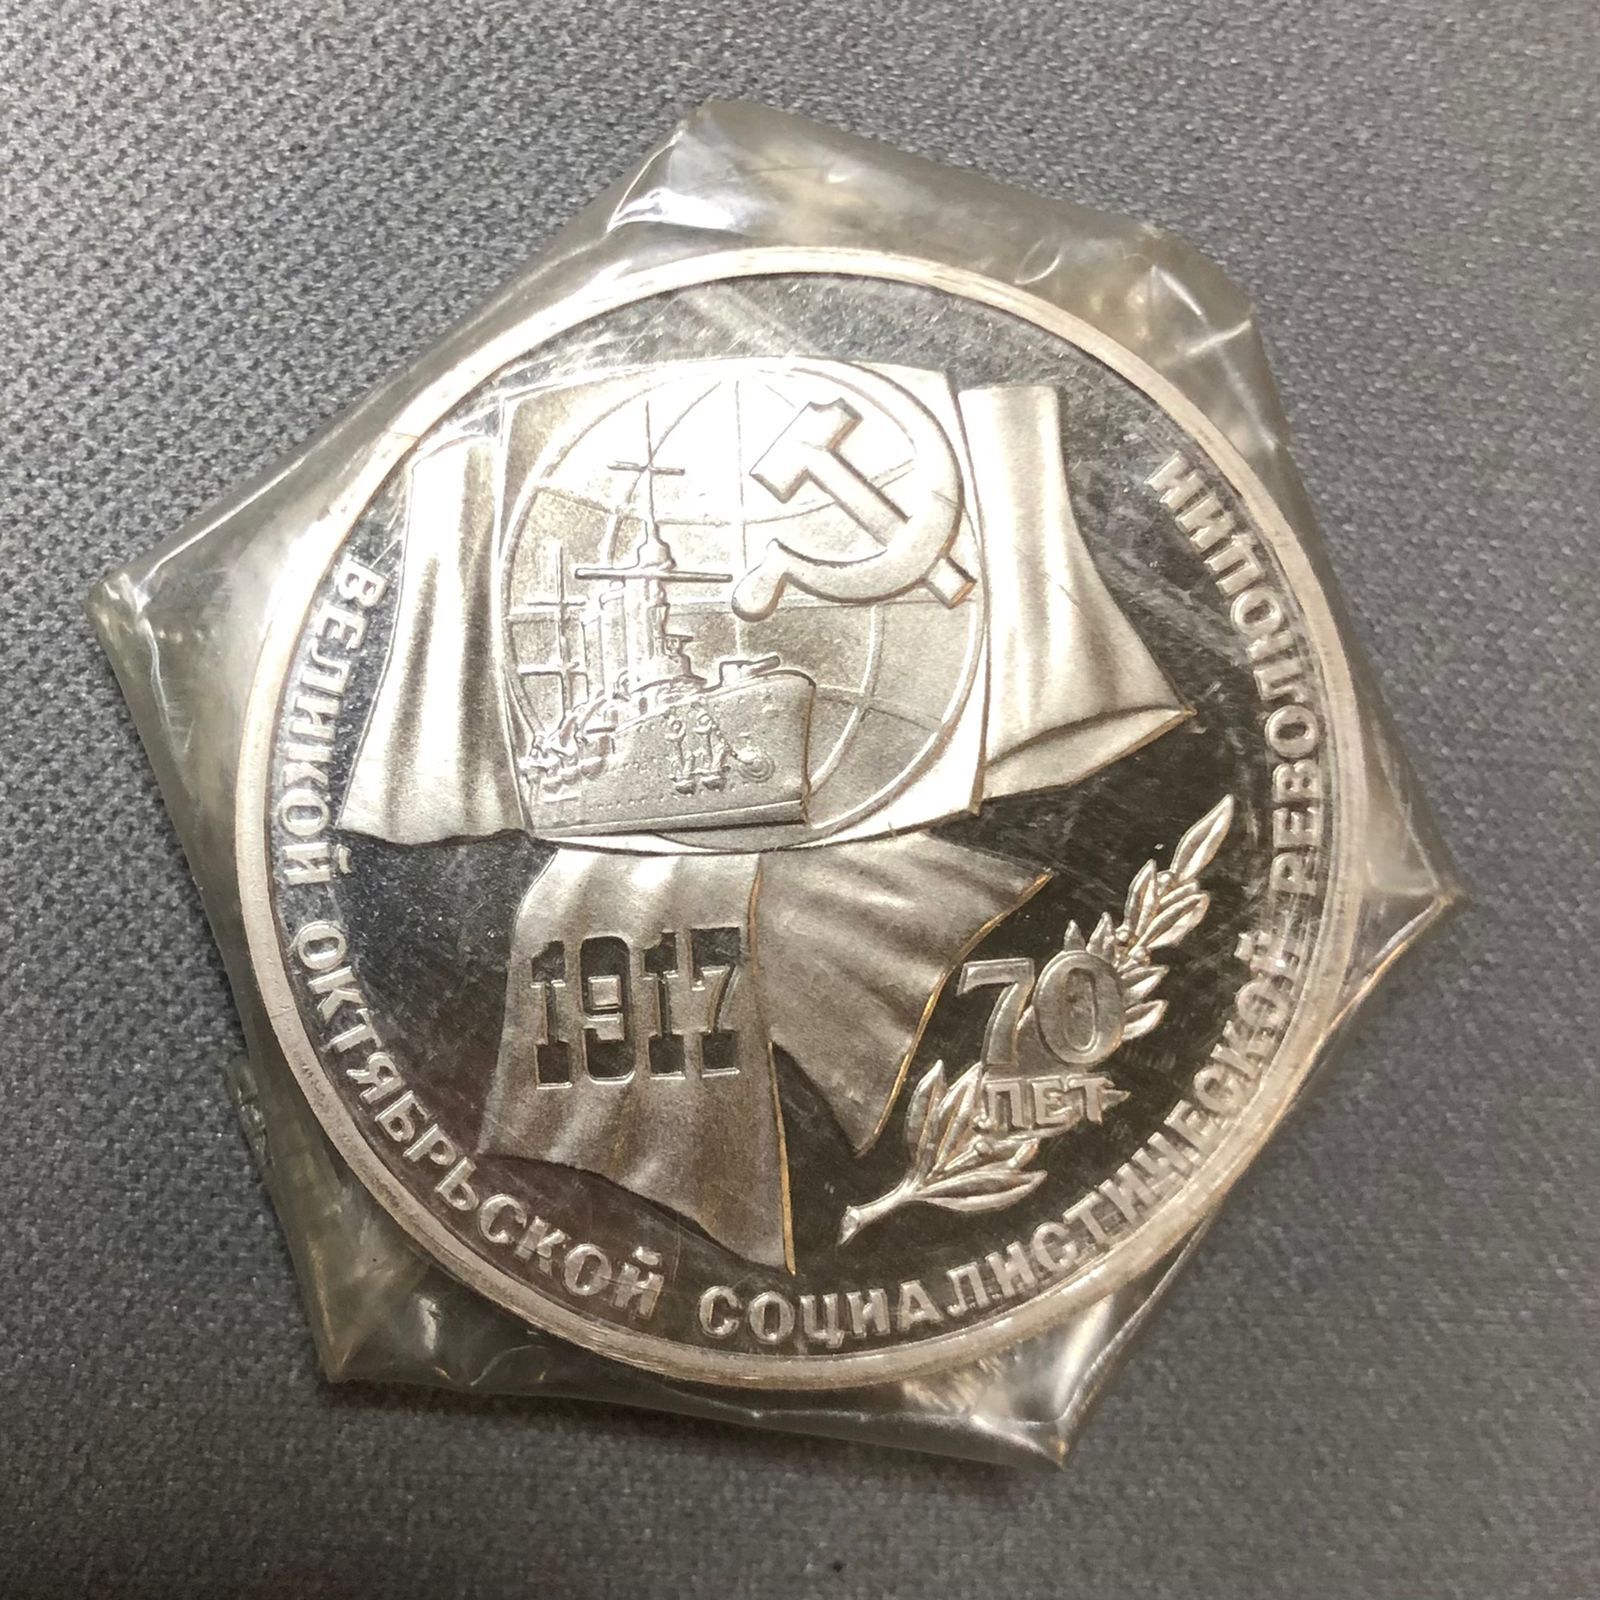 1917
70
ЛЕТ
ВЕЛИКОЙ ОКТЯБРЬСКОЙ СОЦИАЛИСТИЧЕСКОЙ РЕВОЛЮЦИИ